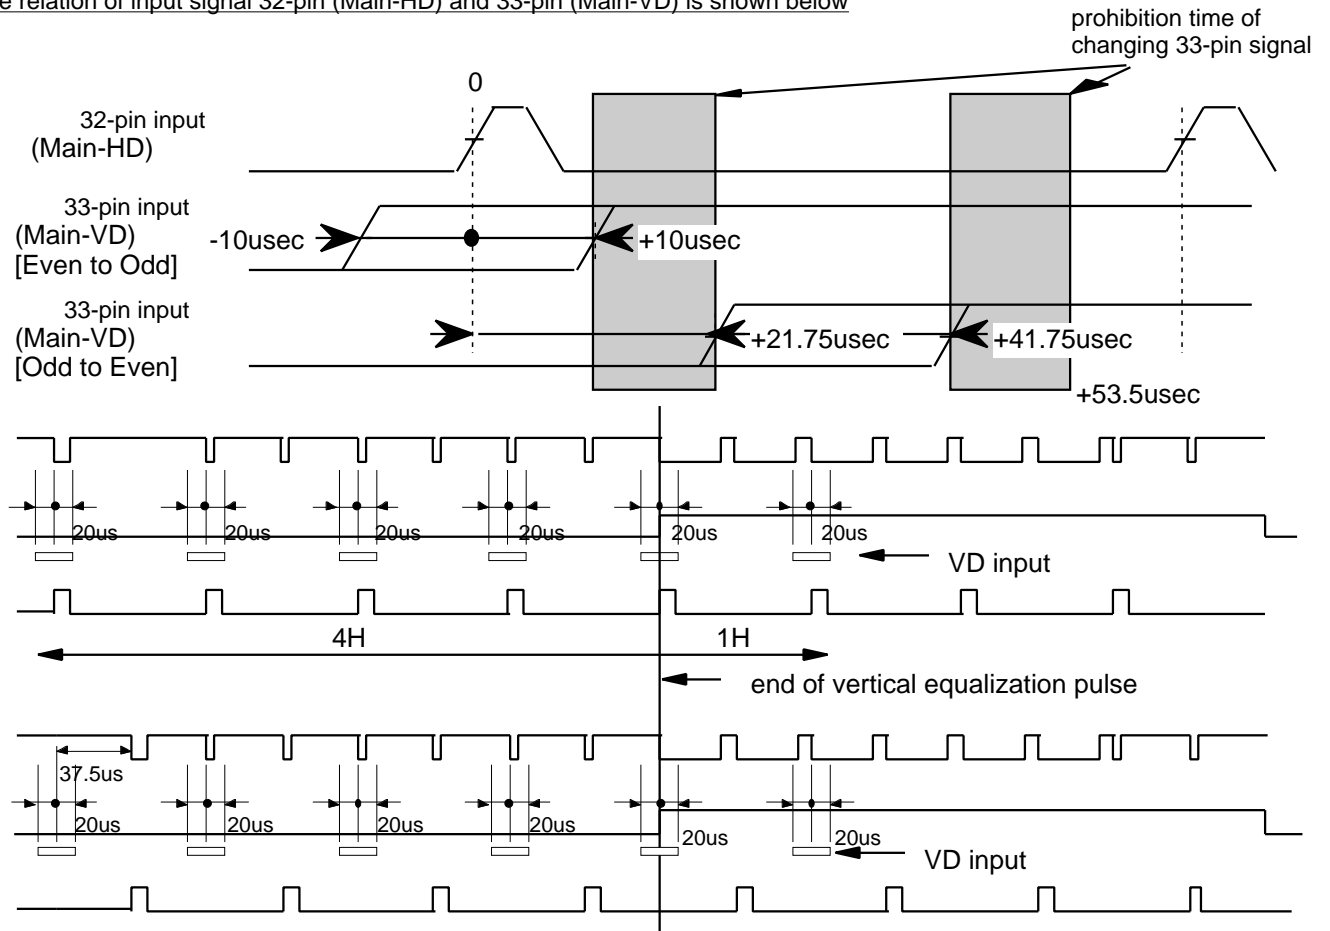 e relation of input signal 32-pin (Main-HD) and 33-pin (Main-VD) is shown below
prohibition time of
changing 33-pin signal
0
32-pin input
(Main-HD)
33-pin input
(Main-VD)
[Even to Odd]
-10usec
+10usec
33-pin input
(Main-VD)
[Odd to Even]
+21.75usec
+41.75usec
+53.5usec
20us
20us
20us
20us
20us
20us
VD input
4H
1H
end of vertical equalization pulse
37.5us
20us
20us
20us
20us
20us
20us
VD input